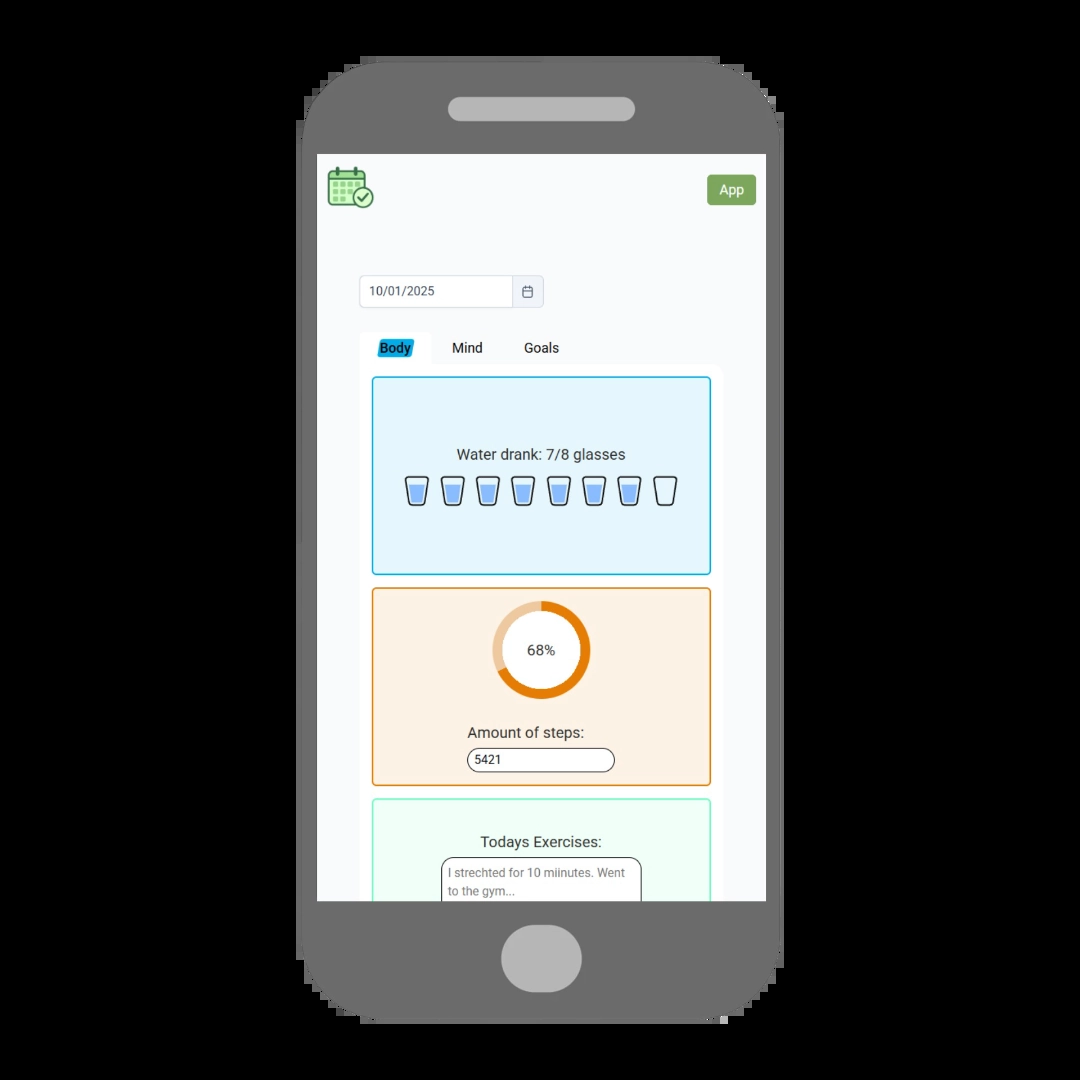 App
10/01/2025
Body Mind Goals
Water drank: 7/8 glasses
68%
Amount of steps:
5421
Todays Exercises:
I strechted for 10 miinutes. Went
to the gym...